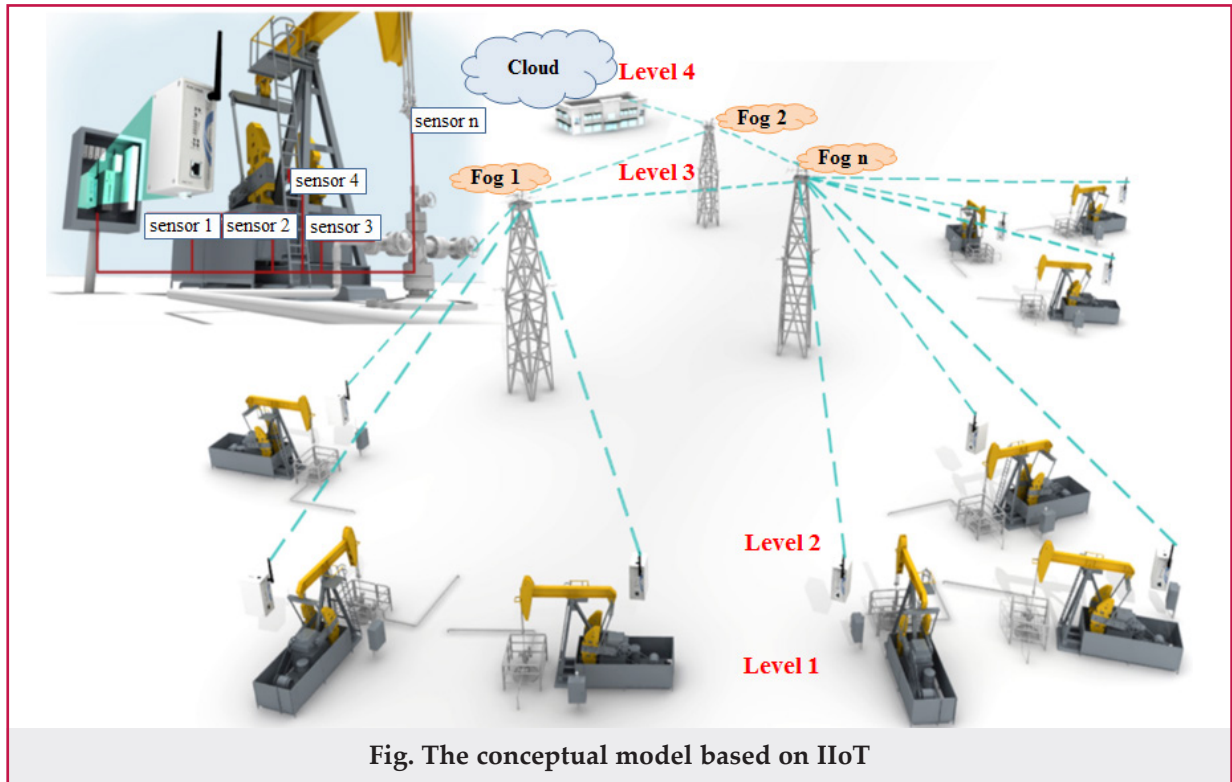 Cloud
Level 4
sensor n
Fog 2
Fog n
Fog 1
Level 3
sensor 4
sensor 1
sensor 2
sensor 3
Level 2
Level 1
Fig. The conceptual model based on IIoT